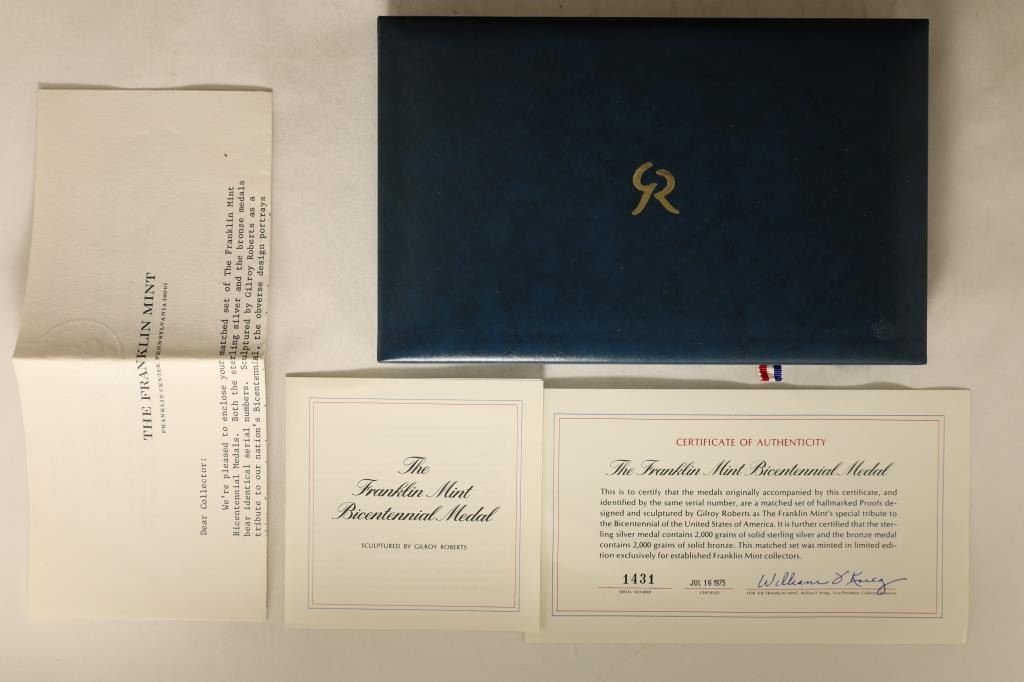 GR
THE FRANKLIN MINT
FRANKLIN CENTER, PENNSYLVANIA 19091
Dear Collector:
We're pleased to enclose your matched set of The Franklin Mint
Bicentennial Medals. Both the sterling silver and the bronze medals
bear identical serial numbers. Sculptured by Gilroy Roberts as a
tribute to our nation's Bicentennial, the obverse design portrays
The
Franklin Mint
Bicentennial Medal
SCULPTURED BY GILROY ROBERTS
CERTIFICATE OF AUTHENTICITY
The Franklin Mint Bicentennial Medal
This is to certify that the medals originally accompanied by this certificate, and
identified by the same serial number, are a matched set of hallmarked Proofs de-
signed and sculptured by Gilroy Roberts as The Franklin Mint's special tribute to
the Bicentennial of the United States of America. It is further certified that the ster-
ling silver medal contains 2,000 grains of solid sterling silver and the bronze medal
contains 2,000 grains of solid bronze. This matched set was minted in limited edi-
tion exclusively for established Franklin Mint collectors.
1431 JUL 16 1975 William F Krieg
SERIAL NUMBER CERTIFIED FOR THE FRANKLIN MINT, William F. Krieg, Vice President